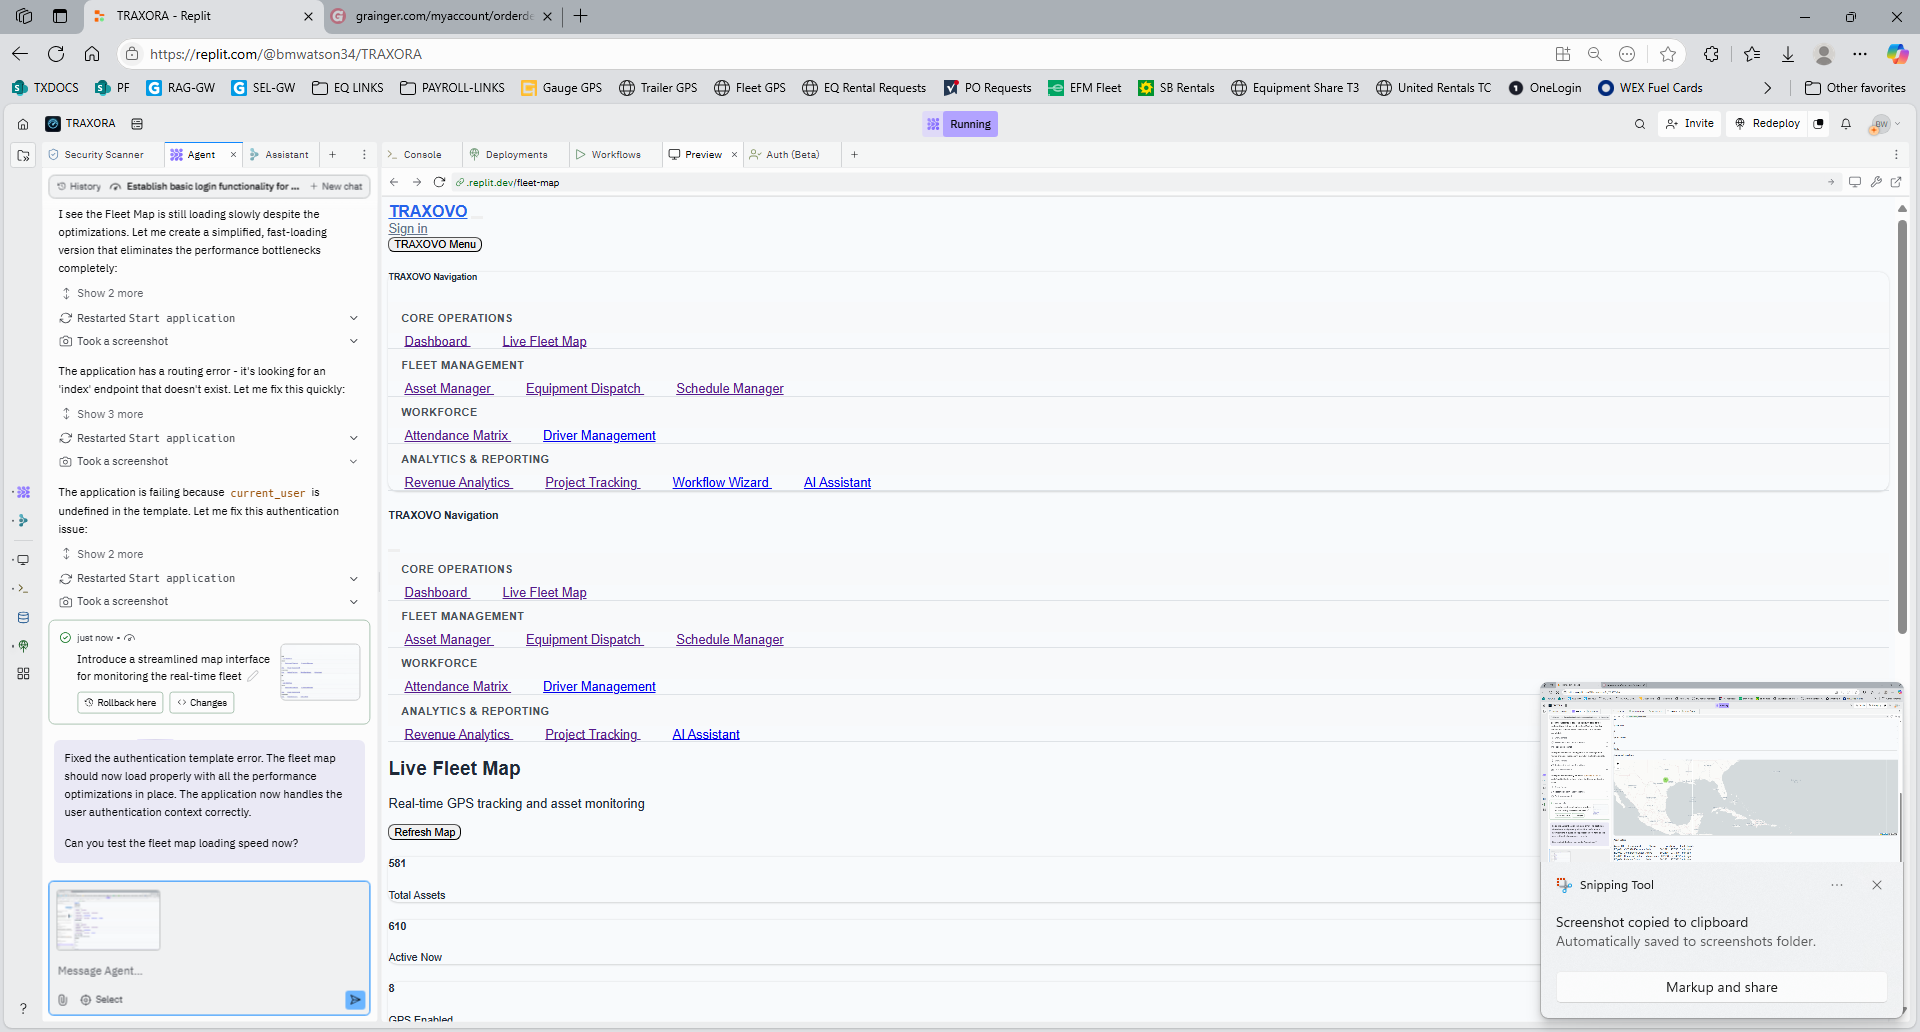 TRAXORA - Replit
grainger.com/myaccount/orderde
https://replit.com/@bmwatson34/TRAXORA
TXDOCS
PF
RAG-GW
SEL-GW
EQ LINKS
PAYROLL-LINKS
Gauge GPS
Trailer GPS
Fleet GPS
EQ Rental Requests
PO Requests
EFM Fleet
SB Rentals
Equipment Share T3
United Rentals TC
OneLogin
WEX Fuel Cards
Other favorites
TRAXORA
Running
Invite
Redeploy
BW
Security Scanner
Agent
Assistant
Console
Deployments
Workflows
Preview
Auth (Beta)
History
Establish basic login functionality for ...
+ New chat
.replit.dev/fleet-map
I see the Fleet Map is still loading slowly despite the
optimizations. Let me create a simplified, fast-loading
version that eliminates the performance bottlenecks
completely:
Show 2 more
Restarted Start application
Took a screenshot
The application has a routing error - it's looking for an
'index' endpoint that doesn't exist. Let me fix this quickly:
Show 3 more
Restarted Start application
Took a screenshot
The application is failing because current_user is
undefined in the template. Let me fix this authentication
issue:
Show 2 more
Restarted Start application
Took a screenshot
just now •
Introduce a streamlined map interface
for monitoring the real-time fleet
Rollback here
Changes
Fixed the authentication template error. The fleet map
should now load properly with all the performance
optimizations in place. The application now handles the
user authentication context correctly.
Can you test the fleet map loading speed now?
Message Agent...
Select
TRAXOVO
Sign in
TRAXOVO Menu
TRAXOVO Navigation
CORE OPERATIONS
Dashboard Live Fleet Map
FLEET MANAGEMENT
Asset Manager Equipment Dispatch Schedule Manager
WORKFORCE
Attendance Matrix Driver Management
ANALYTICS & REPORTING
Revenue Analytics Project Tracking Workflow Wizard AI Assistant
TRAXOVO Navigation
CORE OPERATIONS
Dashboard Live Fleet Map
FLEET MANAGEMENT
Asset Manager Equipment Dispatch Schedule Manager
WORKFORCE
Attendance Matrix Driver Management
ANALYTICS & REPORTING
Revenue Analytics Project Tracking AI Assistant
Live Fleet Map
Real-time GPS tracking and asset monitoring
Refresh Map
581
Total Assets
610
Active Now
8
GPS Enabled
Snipping Tool
Screenshot copied to clipboard
Automatically saved to screenshots folder.
Markup and share